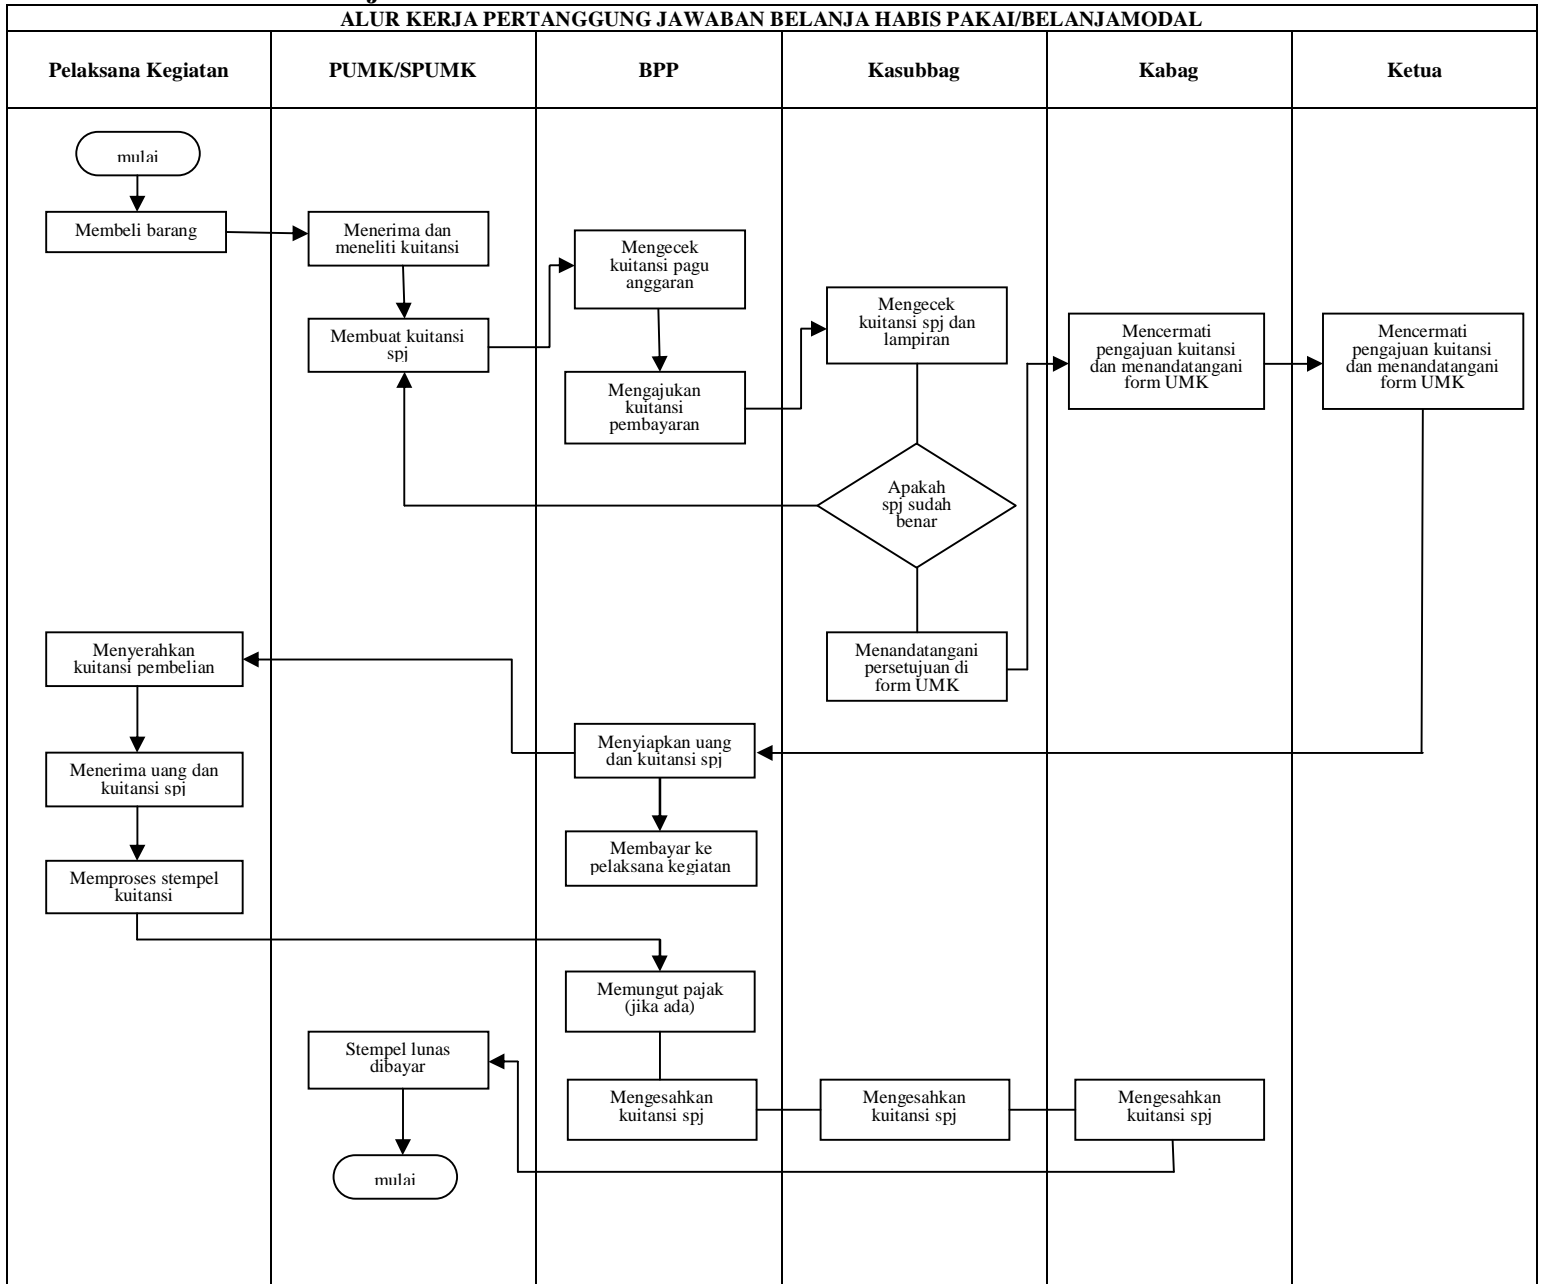 ALUR KERJA PERTANGGUNG JAWABAN BELANJA HABIS PAKAI/BELANJAMODAL
Pelaksana Kegiatan
PUMK/SPUMK
BPP
Kasubbag
Kabag
Ketua
mulai
Membeli barang
Menerima dan
meneliti kuitansi
Mengecek
kuitansi pagu
anggaran
Membuat kuitansi
spj
Mengecek
kuitansi spj dan
lampiran
Mencermati
pengajuan kuitansi
dan menandatangani
form UMK
Mencermati
pengajuan kuitansi
dan menandatangani
form UMK
Mengajukan
kuitansi
pembayaran
Apakah
spj sudah
benar
Menandatangani
persetujuan di
form UMK
Menyerahkan
kuitansi pembelian
Menyiapkan uang
dan kuitansi spj
Menerima uang dan
kuitansi spj
Membayar ke
pelaksana kegiatan
Memproses stempel
kuitansi
Memungut pajak
(jika ada)
Stempel lunas
dibayar
Mengesahkan
kuitansi spj
Mengesahkan
kuitansi spj
Mengesahkan
kuitansi spj
mulai